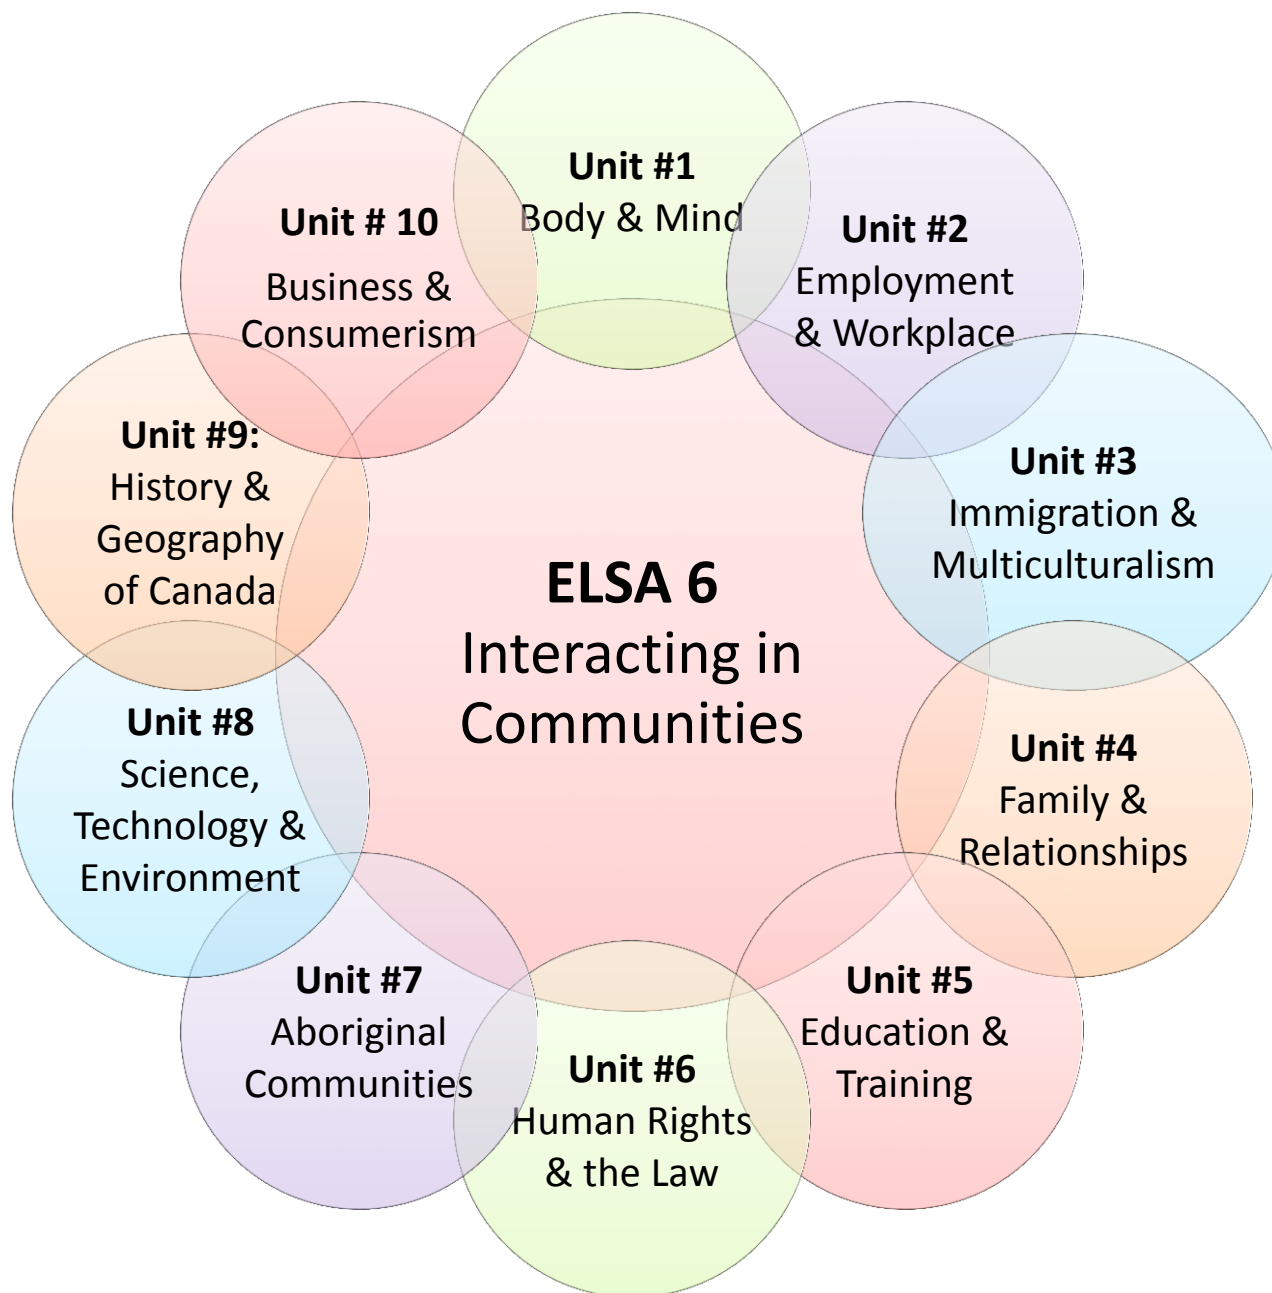 Unit #1
Body & Mind
Unit #2
Employment
& Workplace
Unit #3
Immigration &
Multiculturalism
Unit #4
Family &
Relationships
Unit #5
Education &
Training
Unit #6
Human Rights
& the Law
Unit #7
Aboriginal
Communities
Unit #8
Science,
Technology &
Environment
Unit #9:
History &
Geography
of Canada
Unit # 10
Business &
Consumerism
ELSA 6
Interacting in
Communities